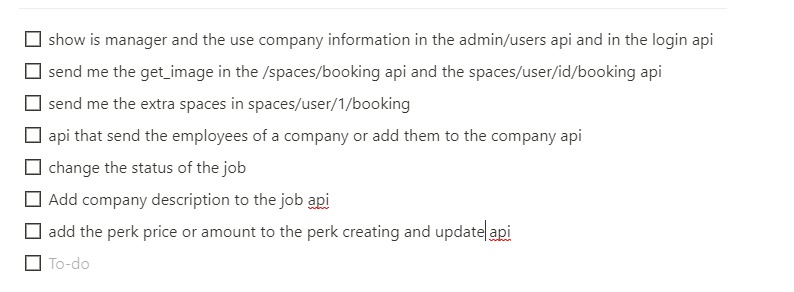 show is manager and the use company information in the admin/users api and in the login api
send me the get_image in the /spaces/booking api and the spaces/user/id/booking api
send me the extra spaces in spaces/user/1/booking
api that send the employees of a company or add them to the company api
change the status of the job
Add company description to the job api
add the perk price or amount to the perk creating and update api
To-do